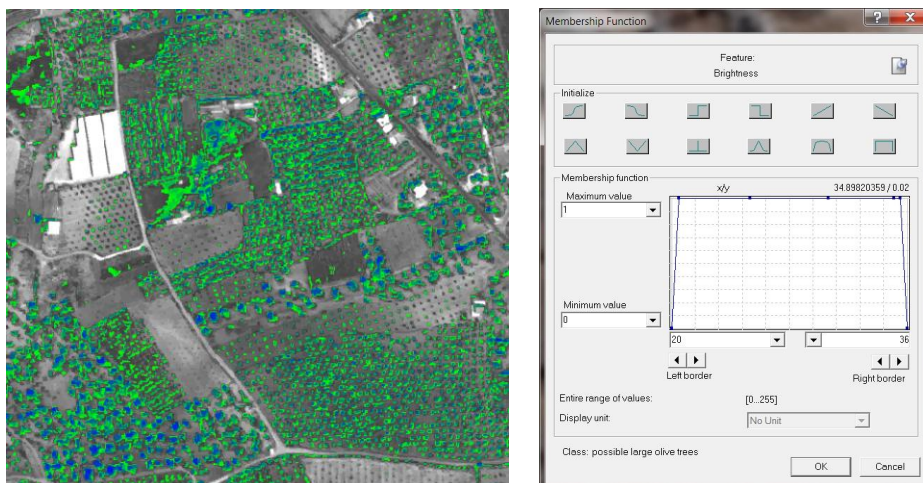 Membership Function
Feature:
Brightness
Initialize
Membership function
Maximum value
x/y
34.89820359 / 0.02
1
Minimum value
0
20
36
Left border
Right border
Entire range of values:
[0...255]
Display unit:
No Unit
Class: possible large olive trees
OK
Cancel